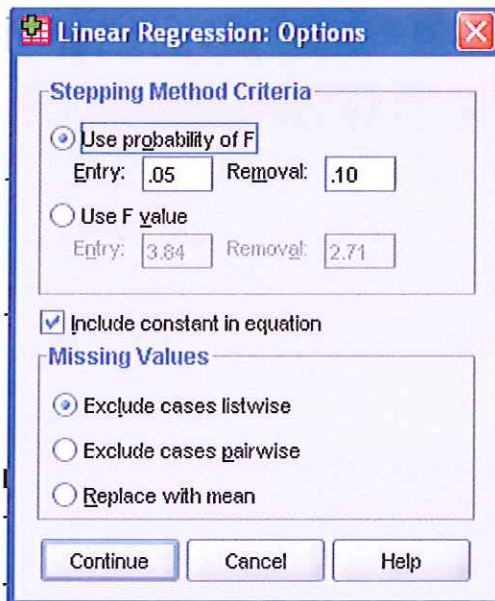 Linear Regression: Options
Stepping Method Criteria
Use probability of F
Entry: .05 Removal: .10
Use F value
Entry: 3.84 Removal: 2.71
Include constant in equation
Missing Values
Exclude cases listwise
Exclude cases pairwise
Replace with mean
Continue Cancel Help